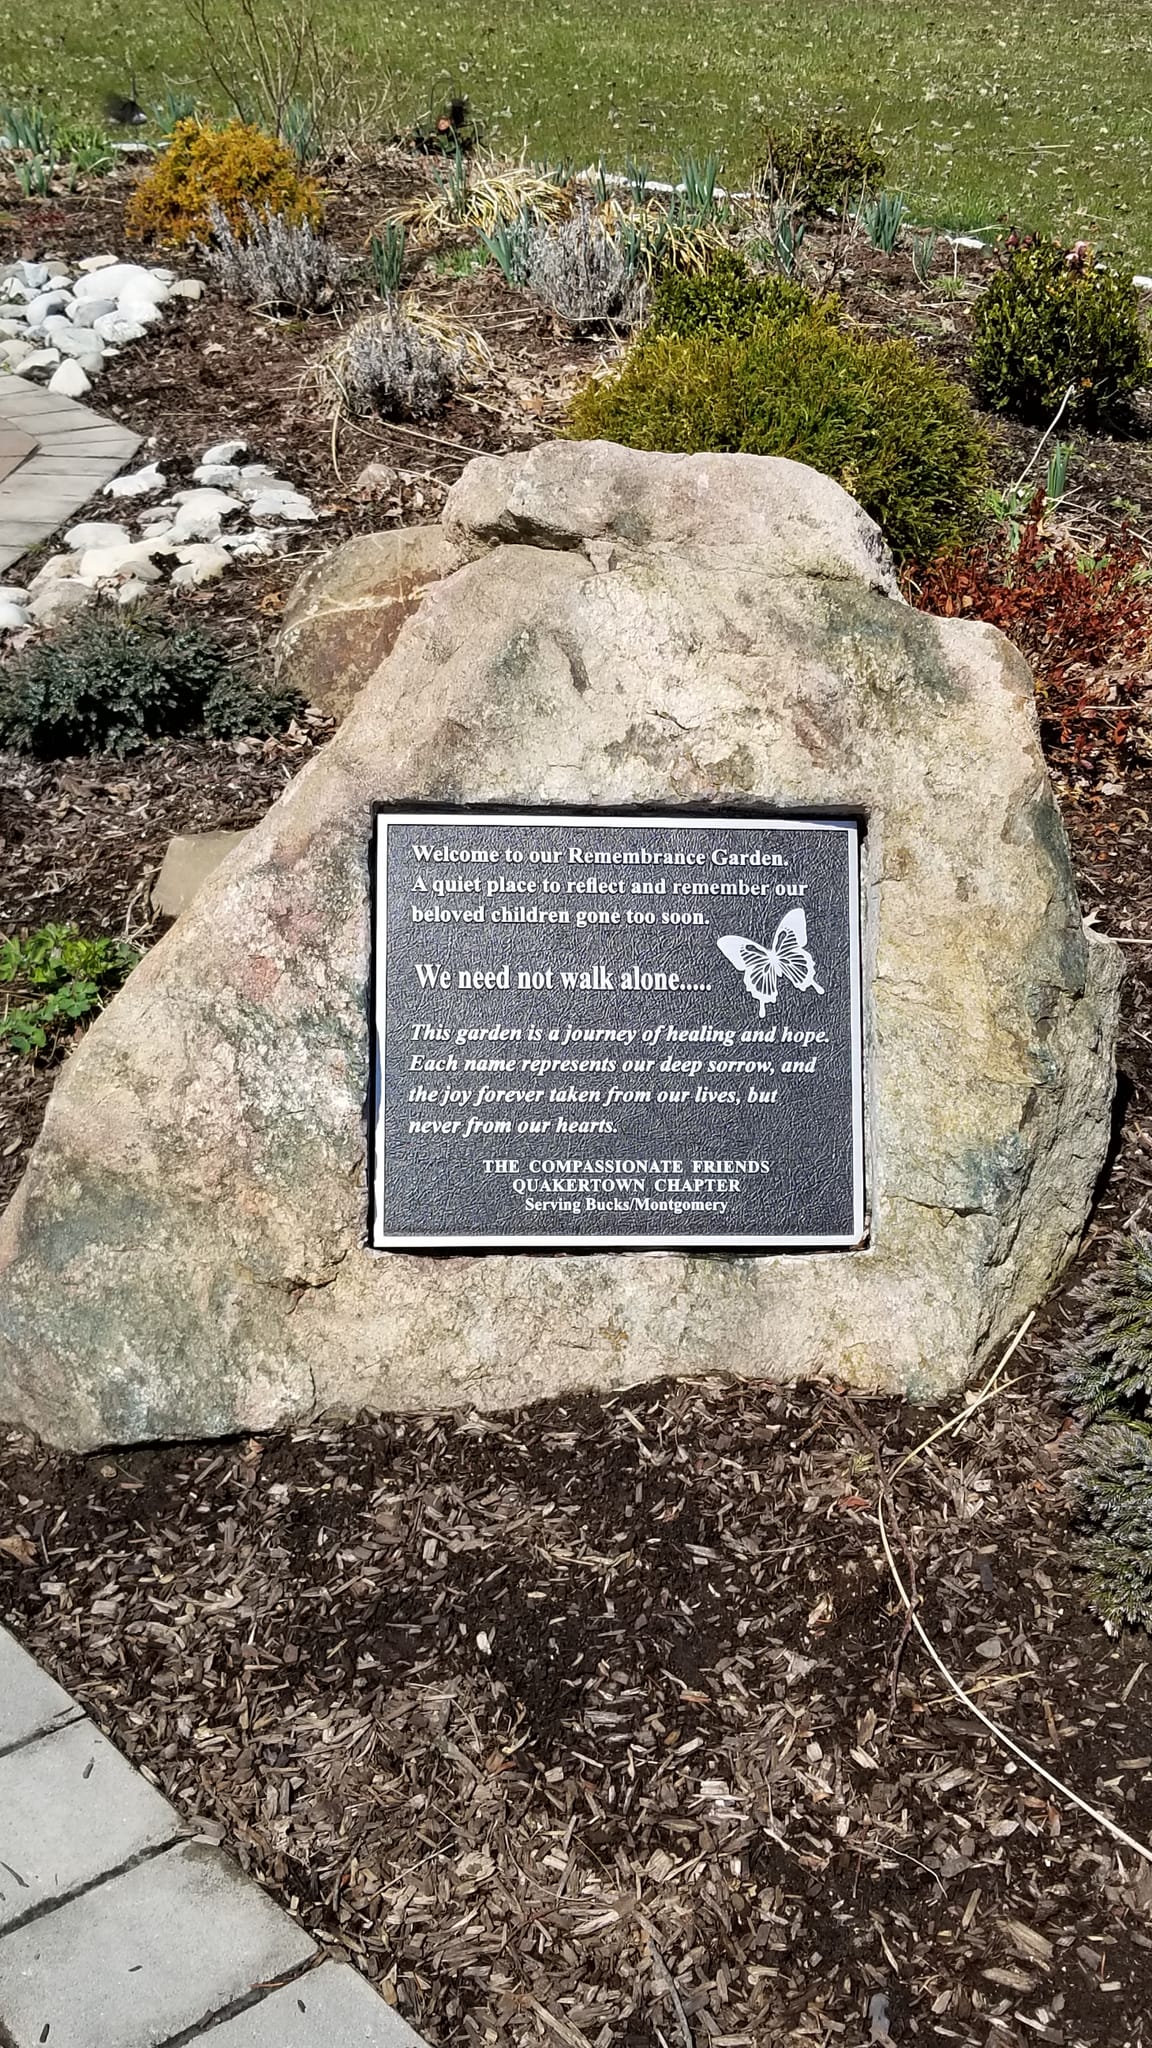 Welcome to our Remembrance Garden.
A quiet place to reflect and remember our
beloved children gone too soon.
We need not walk alone.....
This garden is a journey of healing and hope.
Each name represents our deep sorrow, and
the joy forever taken from our lives, but
never from our hearts.
THE COMPASSIONATE FRIENDS
QUAKERTOWN CHAPTER
Serving Bucks/Montgomery